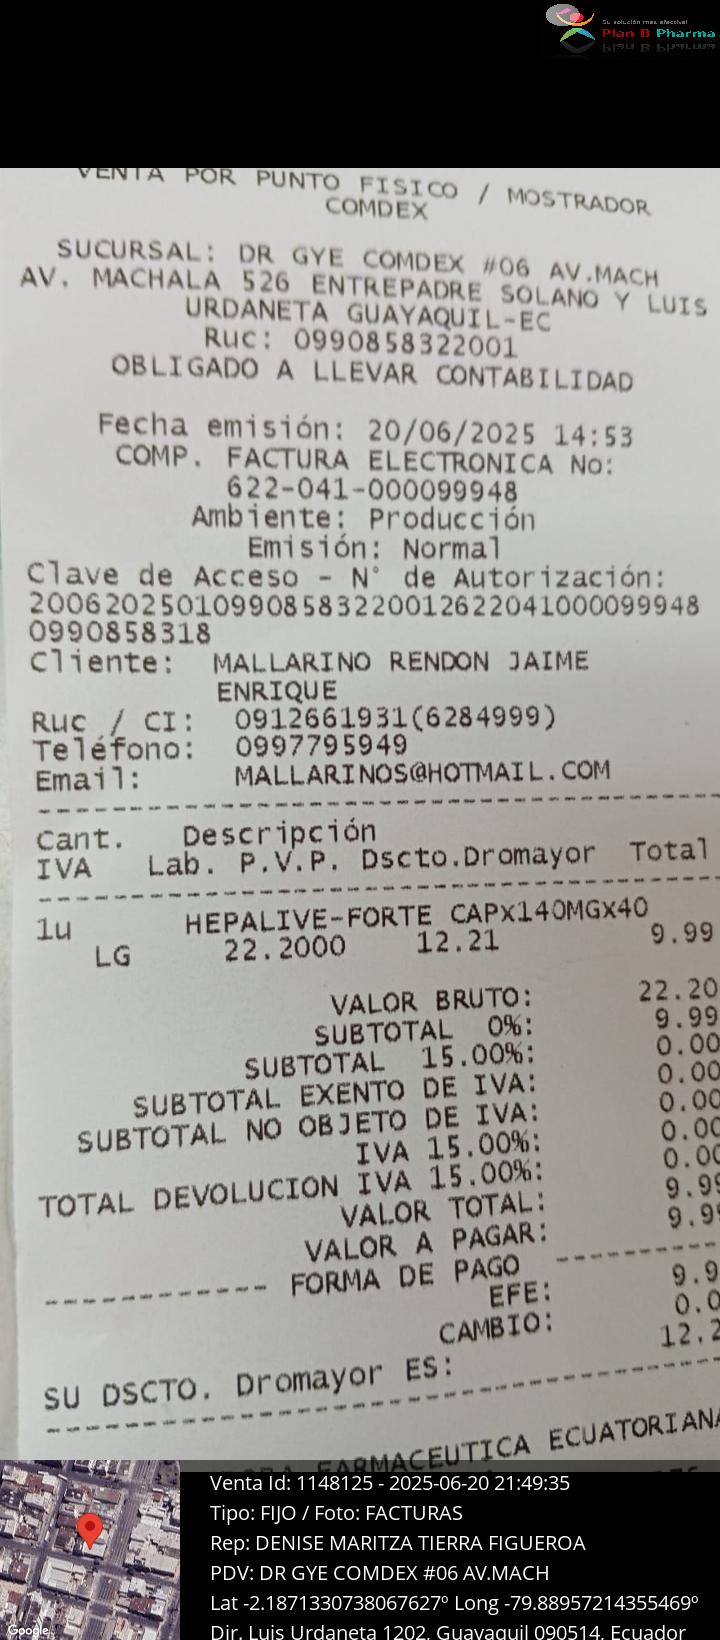 Su solución más efectiva!
Plan B Pharma
VENTA POR PUNTO FISICO / MOSTRADOR
COMDEX
SUCURSAL: DR GYE COMDEX #06 AV.MACH
AV. MACHALA 526 ENTREPADRE SOLANO Y LUIS
URDANETA GUAYAQUIL-EC
Ruc: 0990858322001
OBLIGADO A LLEVAR CONTABILIDAD
Fecha emisión: 20/06/2025 14:53
COMP. FACTURA ELECTRONICA No:
622-041-000099948
Ambiente: Producción
Emisión: Normal
Clave de Acceso - N° de Autorización:
200620250109908583220012622041000099948
0990858318
Cliente: MALLARINO RENDON JAIME
ENRIQUE
Ruc / CI: 0912661931(6284999)
Teléfono: 0997795949
Email: MALLARINOS@HOTMAIL.COM
Cant. Descripción
IVA Lab. P.V.P. Dscto.Dromayor Total
1u HEPALIVE-FORTE CAPX140MGX40
LG 22.2000 12.21 9.99
VALOR BRUTO: 22.20
SUBTOTAL 0%: 9.99
SUBTOTAL 15.00%: 0.00
SUBTOTAL EXENTO DE IVA: 0.00
SUBTOTAL NO OBJETO DE IVA: 0.00
IVA 15.00%: 0.00
TOTAL DEVOLUCION IVA 15.00%: 0.00
VALOR TOTAL: 9.99
VALOR A PAGAR: 9.99
------------ FORMA DE PAGO ----------
EFE: 9.9
CAMBIO: 0.0
SU DSCTO. Dromayor ES: 12.2
FARMACEUTICA ECUATORIANA
Venta Id: 1148125 - 2025-06-20 21:49:35
Tipo: FIJO / Foto: FACTURAS
Rep: DENISE MARITZA TIERRA FIGUEROA
PDV: DR GYE COMDEX #06 AV.MACH
Lat -2.1871330738067627º Long -79.88957214355469º
Dir. Luis Urdaneta 1202, Guayaquil 090514, Ecuador
Google